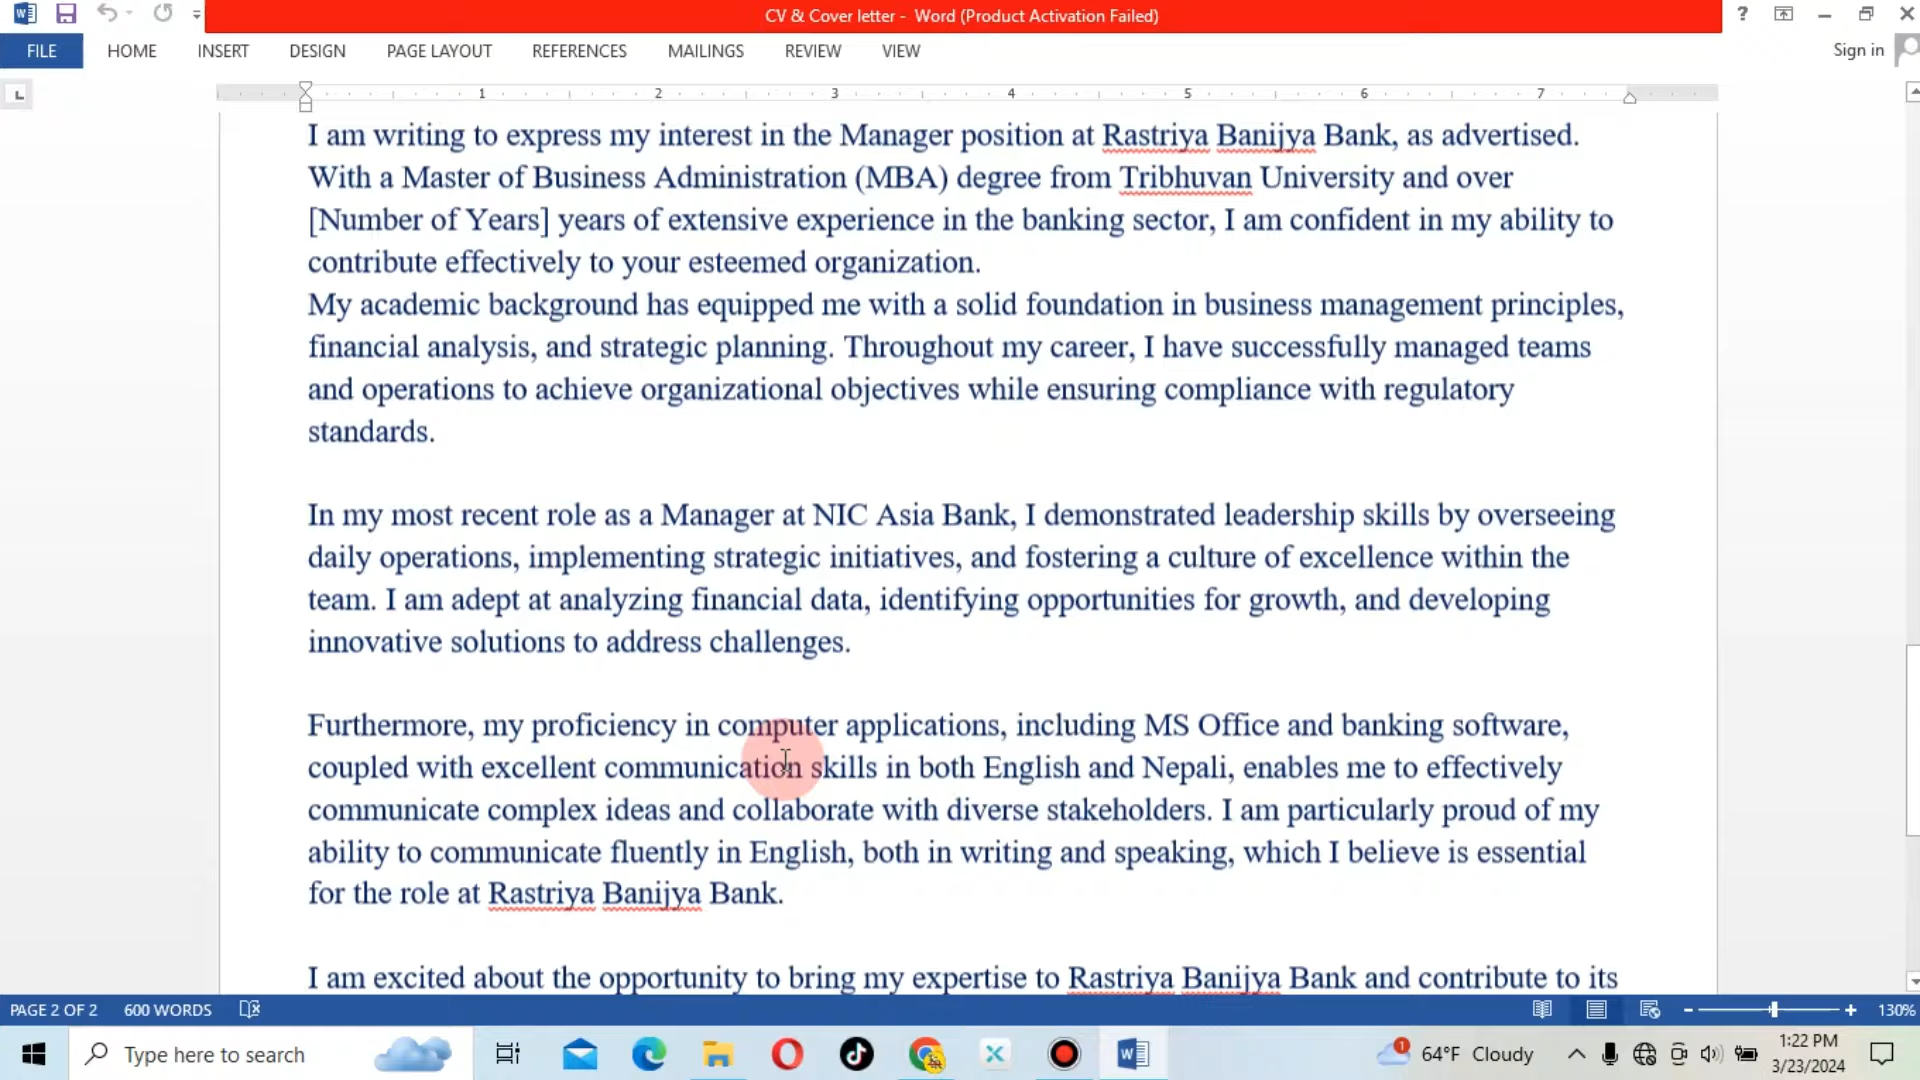 CV & Cover letter - Word (Product Activation Failed)
FILE HOME INSERT DESIGN PAGE LAYOUT REFERENCES MAILINGS REVIEW VIEW Sign in
1 2 3 4 5 6 7
I am writing to express my interest in the Manager position at Rastriya Banijya Bank, as advertised.
With a Master of Business Administration (MBA) degree from Tribhuvan University and over
[Number of Years] years of extensive experience in the banking sector, I am confident in my ability to
contribute effectively to your esteemed organization.
My academic background has equipped me with a solid foundation in business management principles,
financial analysis, and strategic planning. Throughout my career, I have successfully managed teams
and operations to achieve organizational objectives while ensuring compliance with regulatory
standards.
In my most recent role as a Manager at NIC Asia Bank, I demonstrated leadership skills by overseeing
daily operations, implementing strategic initiatives, and fostering a culture of excellence within the
team. I am adept at analyzing financial data, identifying opportunities for growth, and developing
innovative solutions to address challenges.
Furthermore, my proficiency in computer applications, including MS Office and banking software,
coupled with excellent communication skills in both English and Nepali, enables me to effectively
communicate complex ideas and collaborate with diverse stakeholders. I am particularly proud of my
ability to communicate fluently in English, both in writing and speaking, which I believe is essential
for the role at Rastriya Banijya Bank.
I am excited about the opportunity to bring my expertise to Rastriya Banijya Bank and contribute to its
PAGE 2 OF 2 600 WORDS 130%
Type here to search 1 64°F Cloudy 1:22 PM
3/23/2024